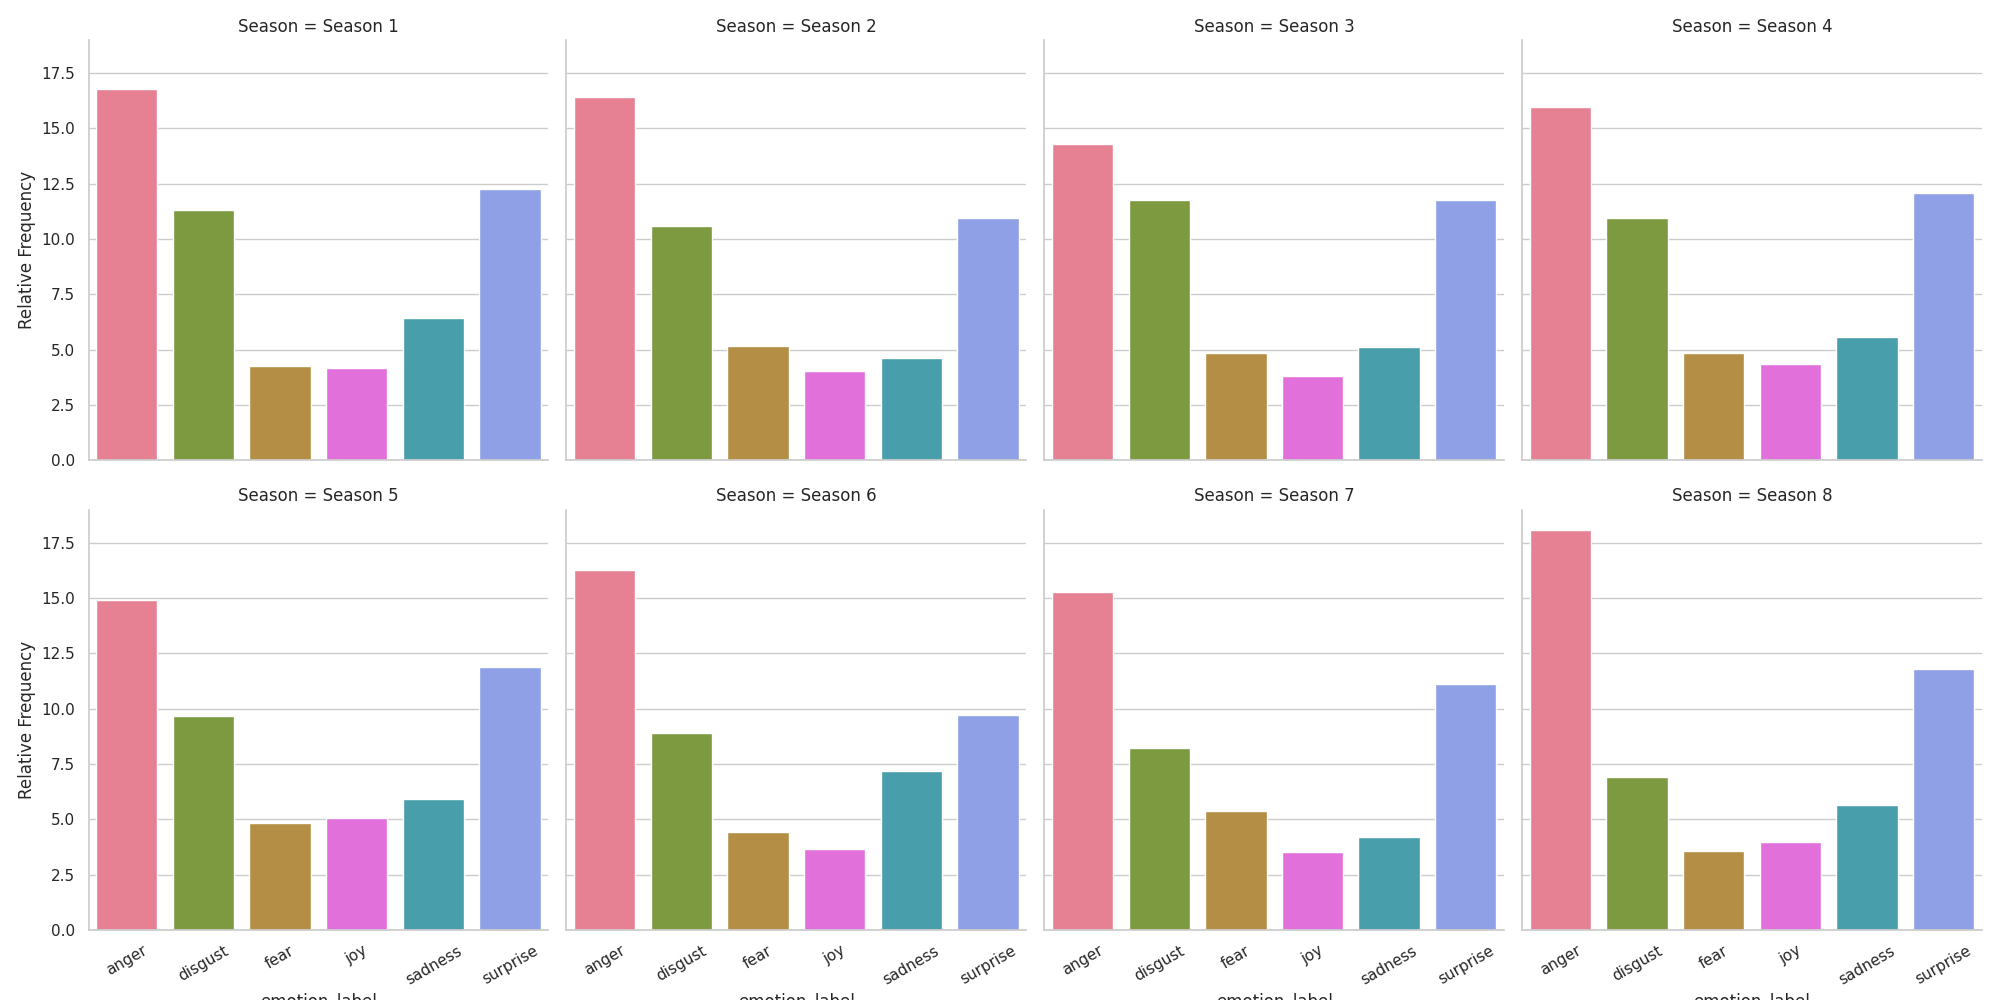 Season = Season 1
Season = Season 2
Season = Season 3
Season = Season 4
17.5
15.0
12.5
10.0
7.5
5.0
2.5
0.0
Relative Frequency
Season = Season 5
Season = Season 6
Season = Season 7
Season = Season 8
17.5
15.0
12.5
10.0
7.5
5.0
2.5
0.0
Relative Frequency
anger disgust fear joy sadness surprise
anger disgust fear joy sadness surprise
anger disgust fear joy sadness surprise
anger disgust fear joy sadness surprise
emotion_label
emotion_label
emotion_label
emotion_label